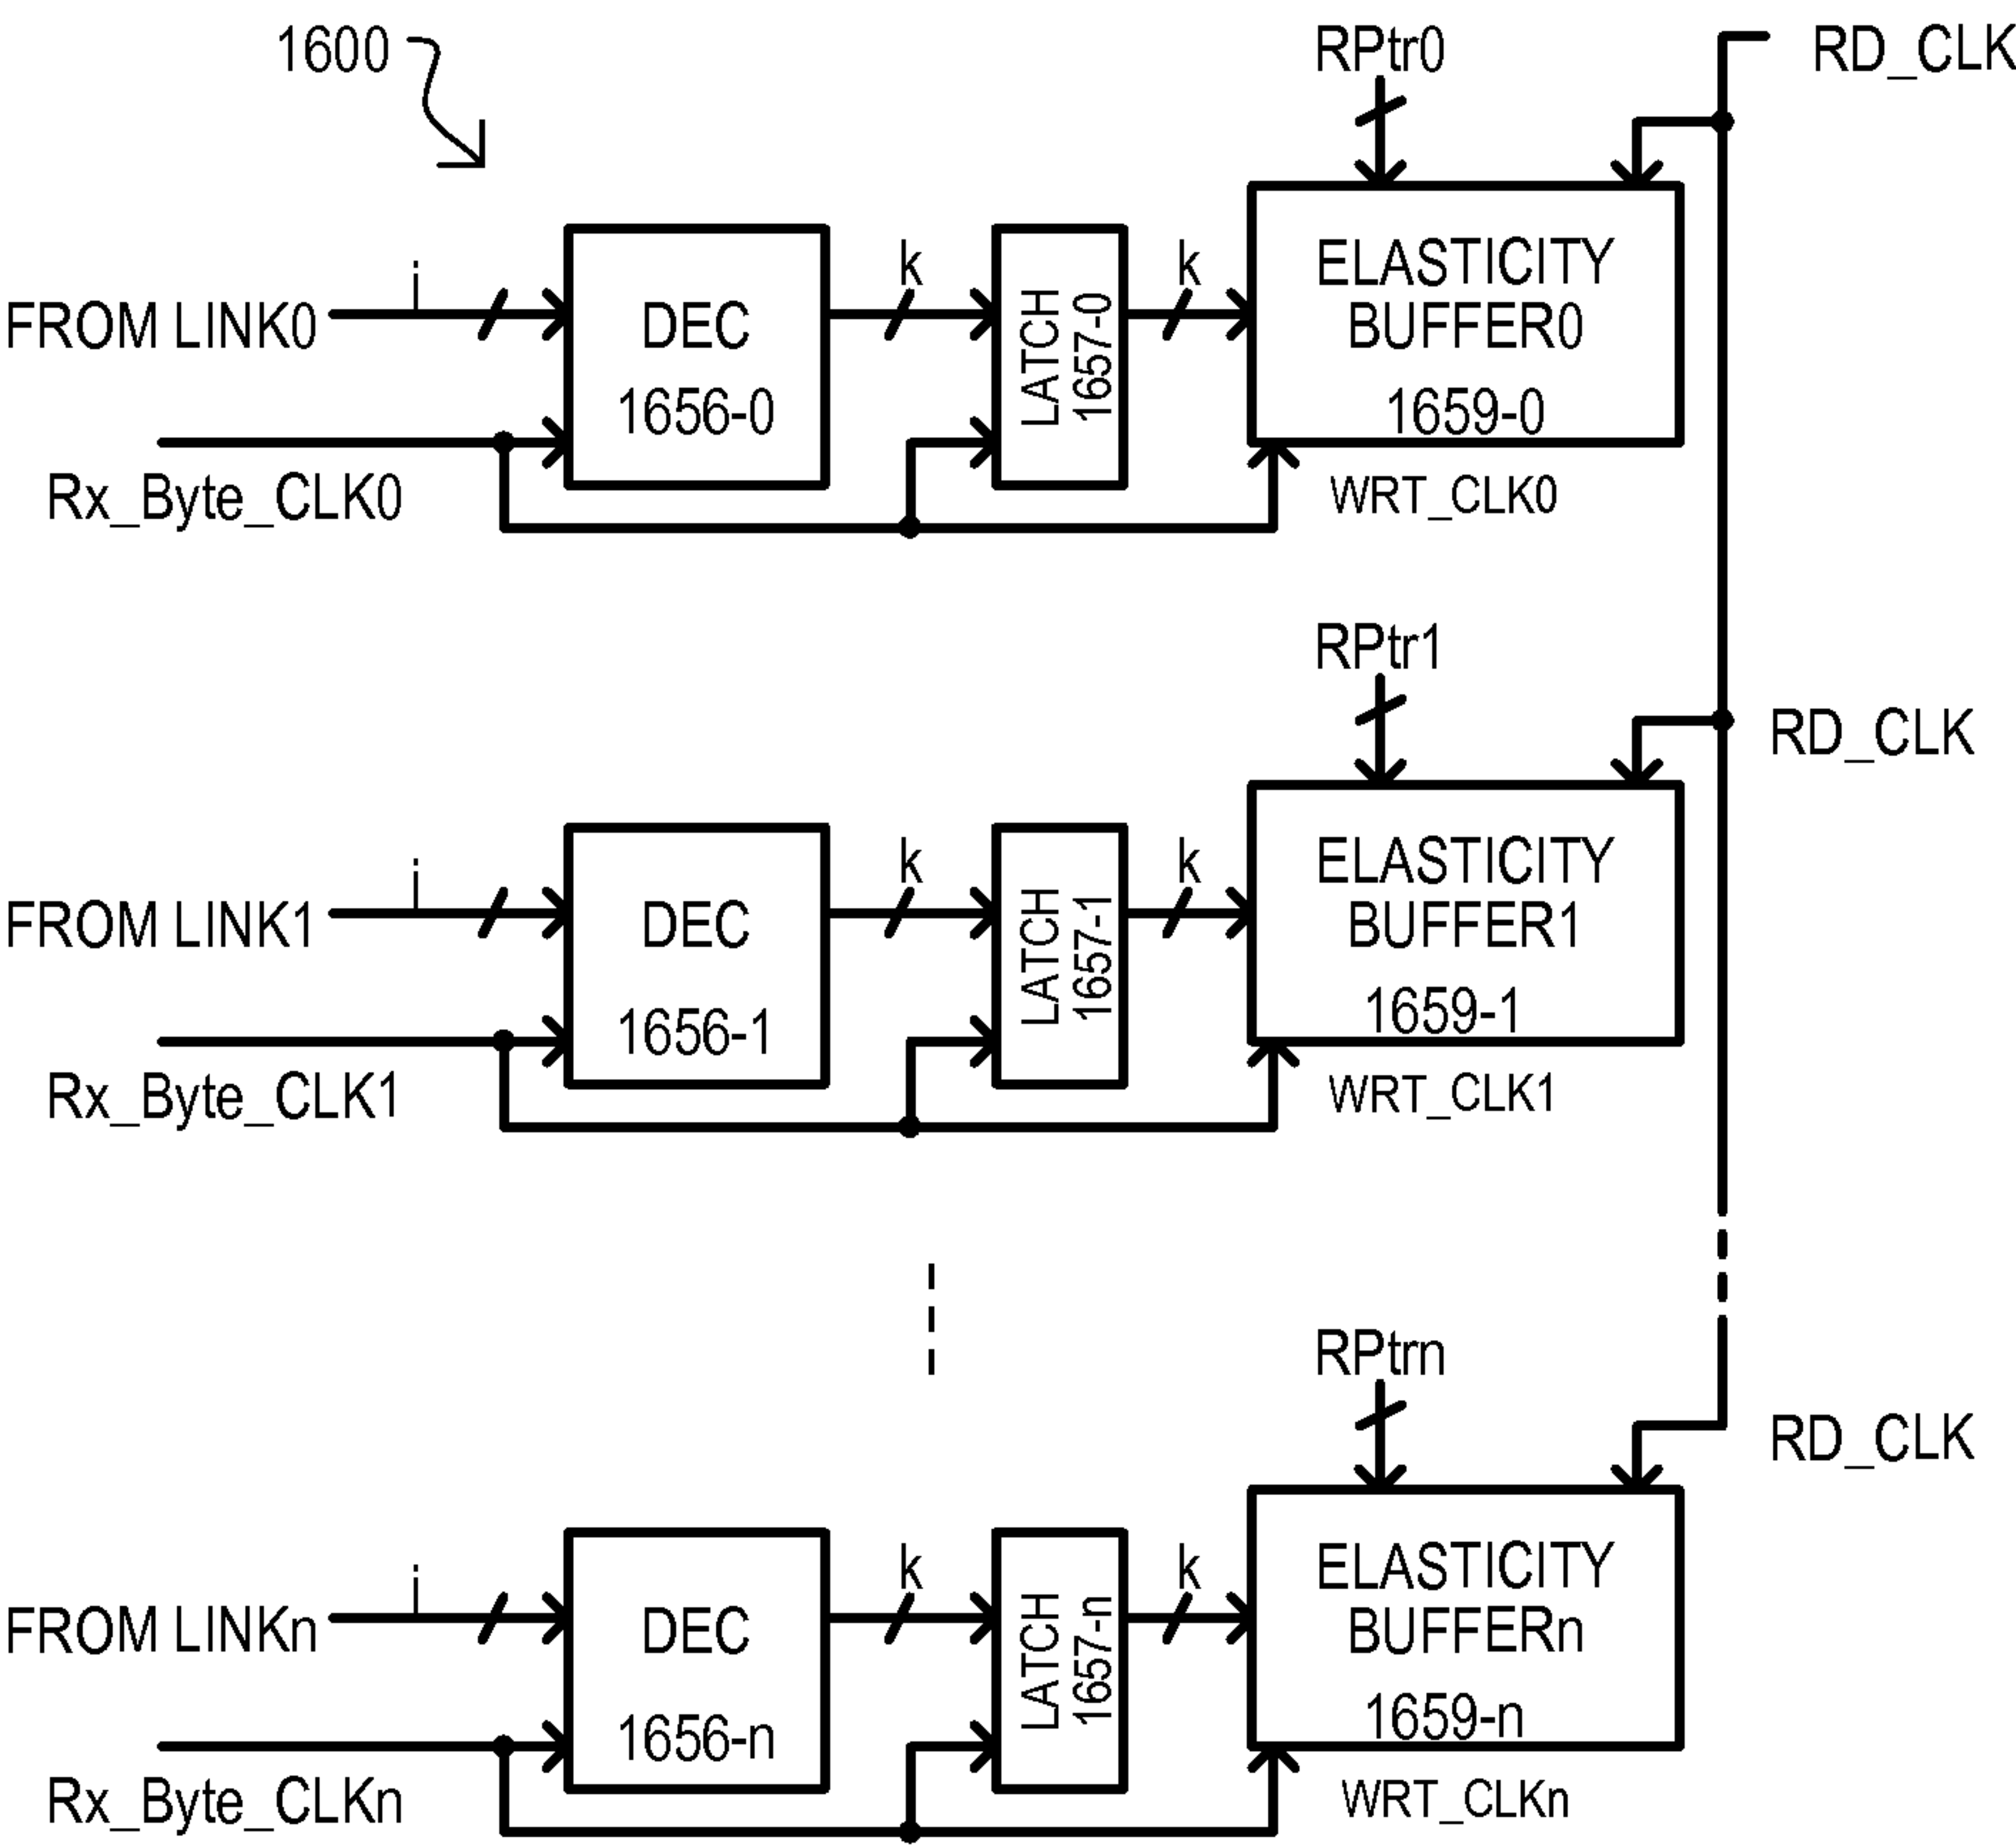 1600
RPtr0
RD_CLK
FROM LINK0
j
DEC
1656-0
k
LATCH
1657-0
k
ELASTICITY
BUFFER0
1659-0
Rx_Byte_CLK0
WRT_CLK0
RPtr1
RD_CLK
FROM LINK1
j
DEC
1656-1
k
LATCH
1657-1
k
ELASTICITY
BUFFER1
1659-1
Rx_Byte_CLK1
WRT_CLK1
RPtrn
RD_CLK
FROM LINKn
j
DEC
1656-n
k
LATCH
1657-n
k
ELASTICITY
BUFFERn
1659-n
Rx_Byte_CLKn
WRT_CLKn